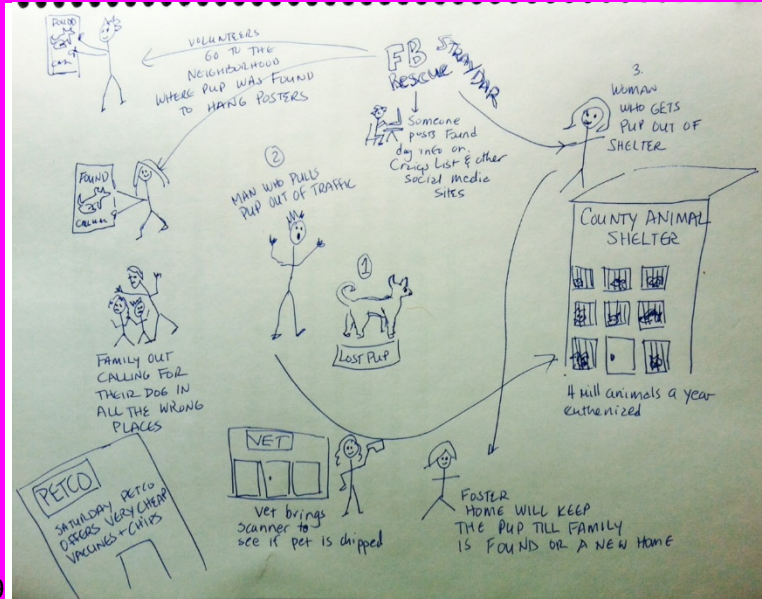 FOUND
VOLUNTEERS
GO TO THE
NEIGHBORHOOD
WHERE PUP WAS FOUND
TO HANG POSTERS
FB
RESCUE
STRAYDAR
Someone
posts found
dog info on
Craigs List & other
social media
sites
3.
WOMAN
WHO GETS
PUP OUT OF
SHELTER
FOUND
2
MAN WHO PULLS
PUP OUT OF TRAFFIC
1
LOST PUP
COUNTY ANIMAL
SHELTER
4 Mill animals a year
euthenized
FAMILY OUT
CALLING FOR
THEIR DOG IN
ALL THE WRONG
PLACES
PETCO
SATURDAY PETCO
OFFERS VERY CHEAP
VACCINES + CHIPS
VET
Vet brings
scanner to
see if pet is chipped
FOSTER
HOME WILL KEEP
THE PUP TILL FAMILY
IS FOUND OR A NEW HOME